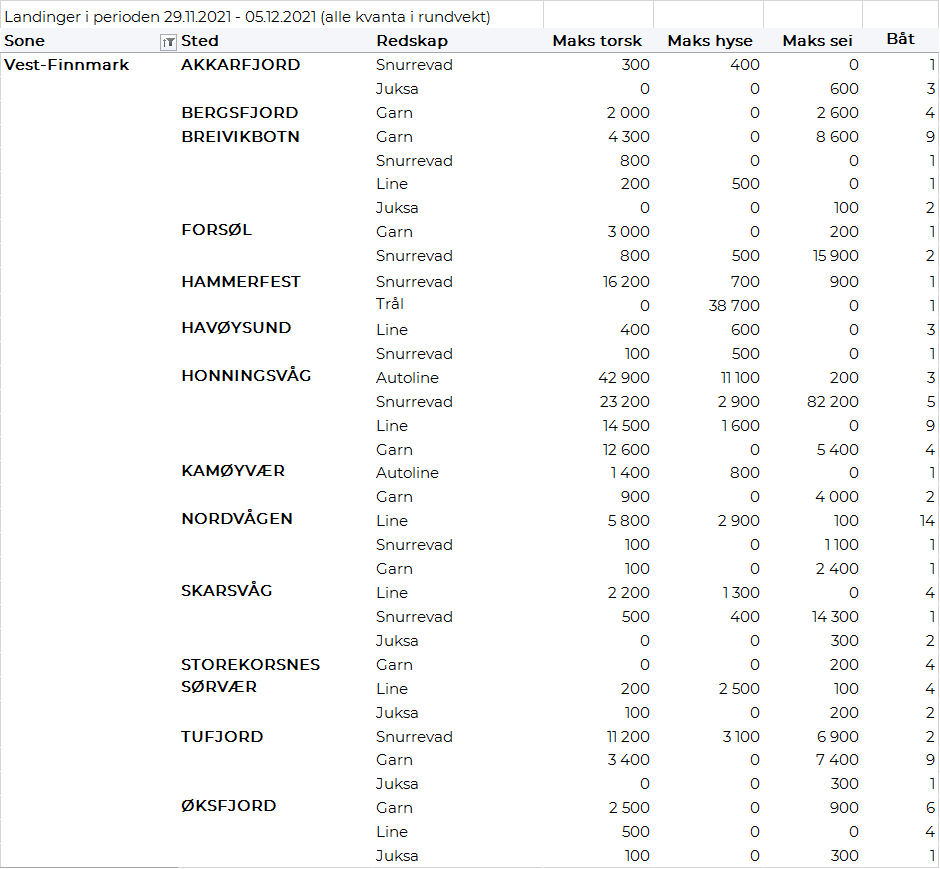 Landinger i perioden 29.11.2021 - 05.12.2021 (alle kvanta i rundvekt)
Sone Sted Redskap Maks torsk Maks hyse Maks sei Båt
Vest-Finnmark AKKARFJORD Snurrevad 300 400 0 1
Juksa 0 0 600 3
BERGSFJORD Garn 2 000 0 2 600 4
BREIVIKBOTN Garn 4 300 0 8 600 9
Snurrevad 800 0 0 1
Line 200 500 0 1
Juksa 0 0 100 2
FORSØL Garn 3 000 0 200 1
Snurrevad 800 500 15 900 2
HAMMERFEST Snurrevad 16 200 700 900 1
Trål 0 38 700 0 1
HAVØYSUND Line 400 600 0 3
Snurrevad 100 500 0 1
HONNINGSVÅG Autoline 42 900 11 100 200 3
Snurrevad 23 200 2 900 82 200 5
Line 14 500 1 600 0 9
Garn 12 600 0 5 400 4
KAMØYVÆR Autoline 1 400 800 0 1
Garn 900 0 4 000 2
NORDVÅGEN Line 5 800 2 900 100 14
Snurrevad 100 0 1 100 1
Garn 100 0 2 400 1
SKARSVÅG Line 2 200 1 300 0 4
Snurrevad 500 400 14 300 1
Juksa 0 0 300 2
STOREKORSNES Garn 0 0 200 4
SØRVÆR Line 200 2 500 100 4
Juksa 100 0 200 2
TUFJORD Snurrevad 11 200 3 100 6 900 2
Garn 3 400 0 7 400 9
Juksa 0 0 300 1
ØKSFJORD Garn 2 500 0 900 6
Line 500 0 0 4
Juksa 100 0 300 1